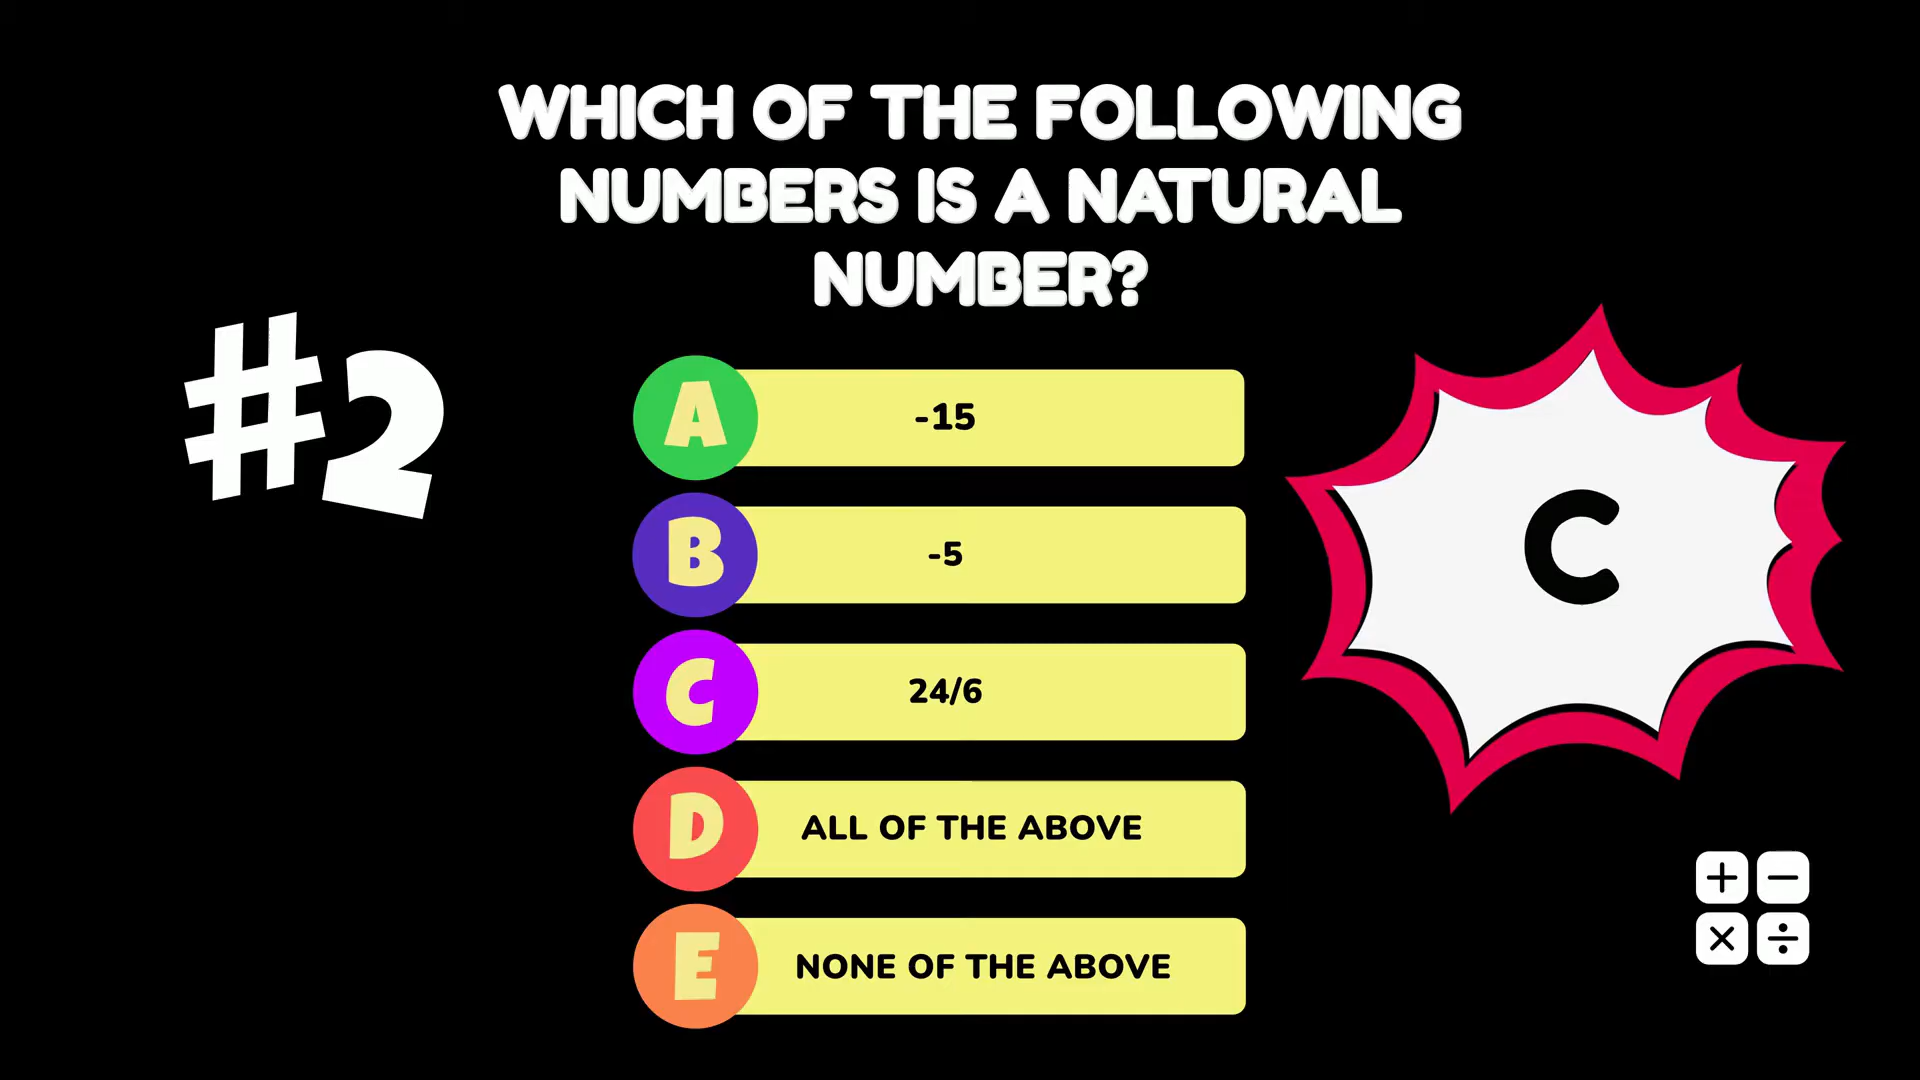 WHICH OF THE FOLLOWING
NUMBERS IS A NATURAL
NUMBER?
#2
A -15
B -5
C 24/6
D ALL OF THE ABOVE
E NONE OF THE ABOVE
C
+ −
× ÷